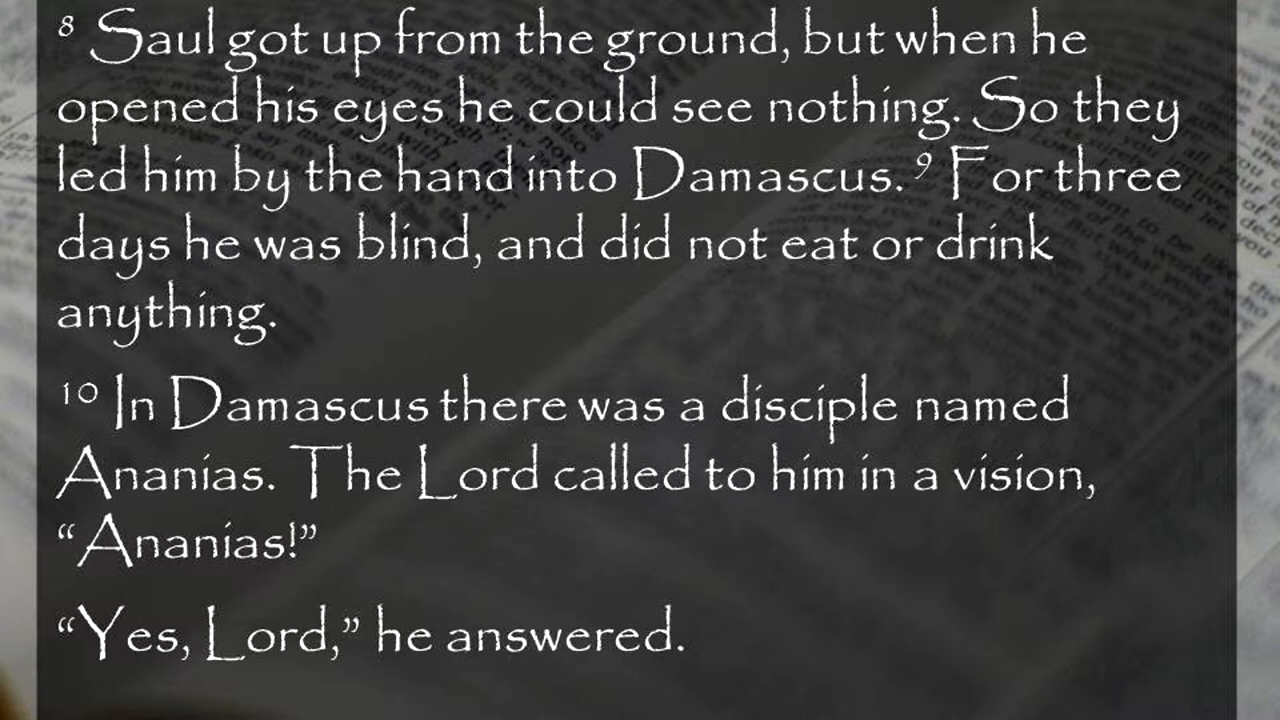 ⁸ Saul got up from the ground, but when he
opened his eyes he could see nothing. So they
led him by the hand into Damascus. ⁹ For three
days he was blind, and did not eat or drink
anything.
¹⁰ In Damascus there was a disciple named
Ananias. The Lord called to him in a vision,
“Ananias!”
“Yes, Lord,” he answered.